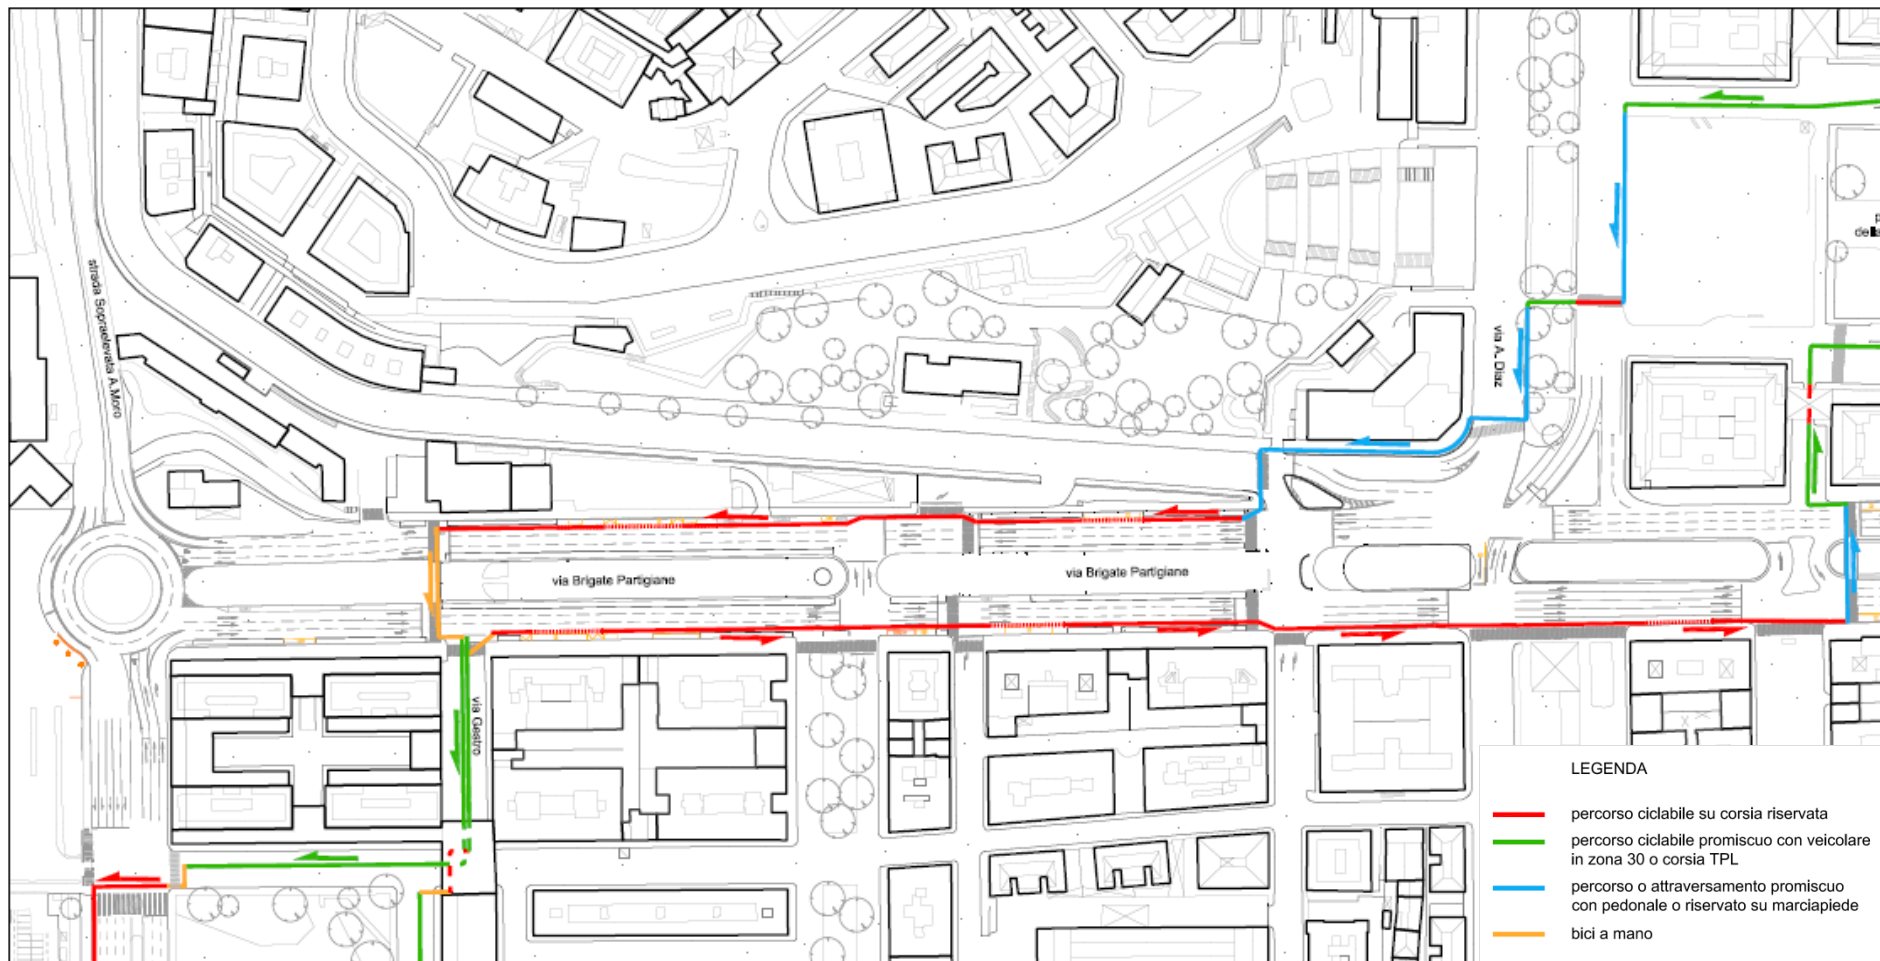 strada Sopraelevata A.Moro
via A. Diaz
via Brigate Partigiane
via Brigate Partigiane
via Gestro
LEGENDA
percorso ciclabile su corsia riservata
percorso ciclabile promiscuo con veicolare
in zona 30 o corsia TPL
percorso o attraversamento promiscuo
con pedonale o riservato su marciapiede
bici a mano